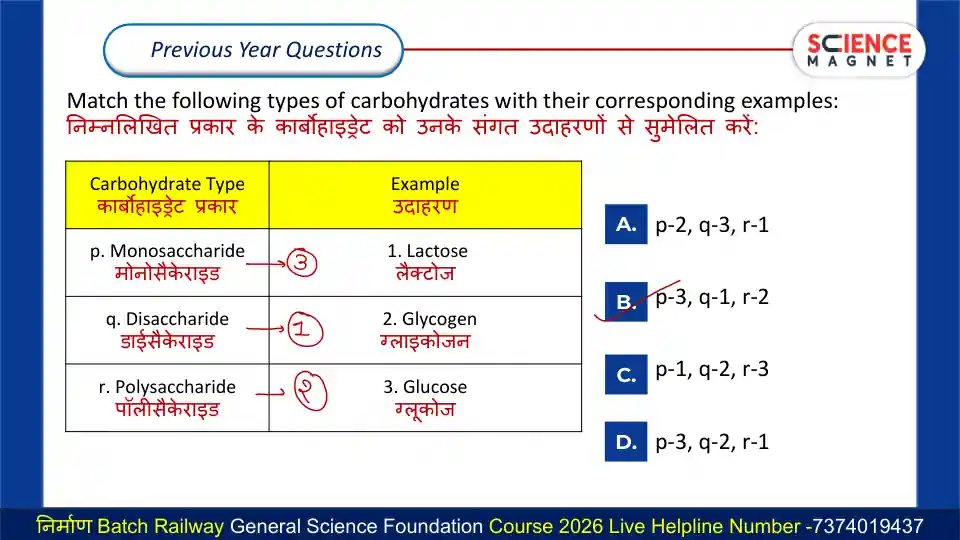 Previous Year Questions
SCIENCE
MAGNET
Match the following types of carbohydrates with their corresponding examples:
निम्नलिखित प्रकार के कार्बोहाइड्रेट को उनके संगत उदाहरणों से सुमेलित करें:
Carbohydrate Type
कार्बोहाइड्रेट प्रकार
Example
उदाहरण
p. Monosaccharide
मोनोसैकेराइड
3
1. Lactose
लैक्टोज
q. Disaccharide
डाईसैकेराइड
1
2. Glycogen
ग्लाइकोजन
r. Polysaccharide
पॉलीसैकेराइड
2
3. Glucose
ग्लूकोज
A. p-2, q-3, r-1
B. p-3, q-1, r-2
C. p-1, q-2, r-3
D. p-3, q-2, r-1
निर्माण Batch Railway General Science Foundation Course 2026 Live Helpline Number -7374019437